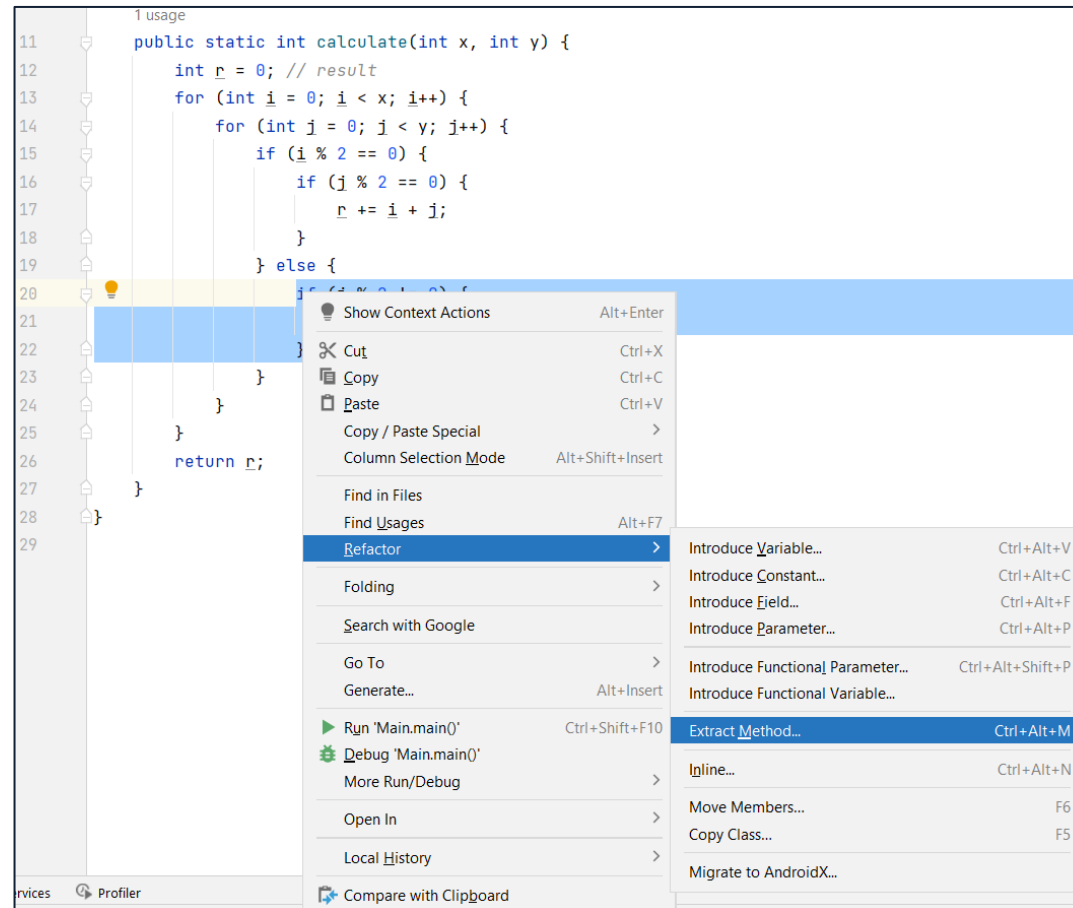 1 usage
11 public static int calculate(int x, int y) {
12 int r = 0; // result
13 for (int i = 0; i < x; i++) {
14 for (int j = 0; j < y; j++) {
15 if (i % 2 == 0) {
16 if (j % 2 == 0) {
17 r += i + j;
18 }
19 } else {
20
21
22 }
23 }
24 }
25 }
26 return r;
27 }
28 }
29
Show Context Actions Alt+Enter
Cut Ctrl+X
Copy Ctrl+C
Paste Ctrl+V
Copy / Paste Special
Column Selection Mode Alt+Shift+Insert
Find in Files
Find Usages Alt+F7
Refactor
Folding
Search with Google
Go To
Generate... Alt+Insert
Run 'Main.main()' Ctrl+Shift+F10
Debug 'Main.main()'
More Run/Debug
Open In
Local History
Compare with Clipboard
Introduce Variable... Ctrl+Alt+V
Introduce Constant... Ctrl+Alt+C
Introduce Field... Ctrl+Alt+F
Introduce Parameter... Ctrl+Alt+P
Introduce Functional Parameter... Ctrl+Alt+Shift+P
Introduce Functional Variable...
Extract Method... Ctrl+Alt+M
Inline... Ctrl+Alt+N
Move Members... F6
Copy Class... F5
Migrate to AndroidX...
rvices Profiler